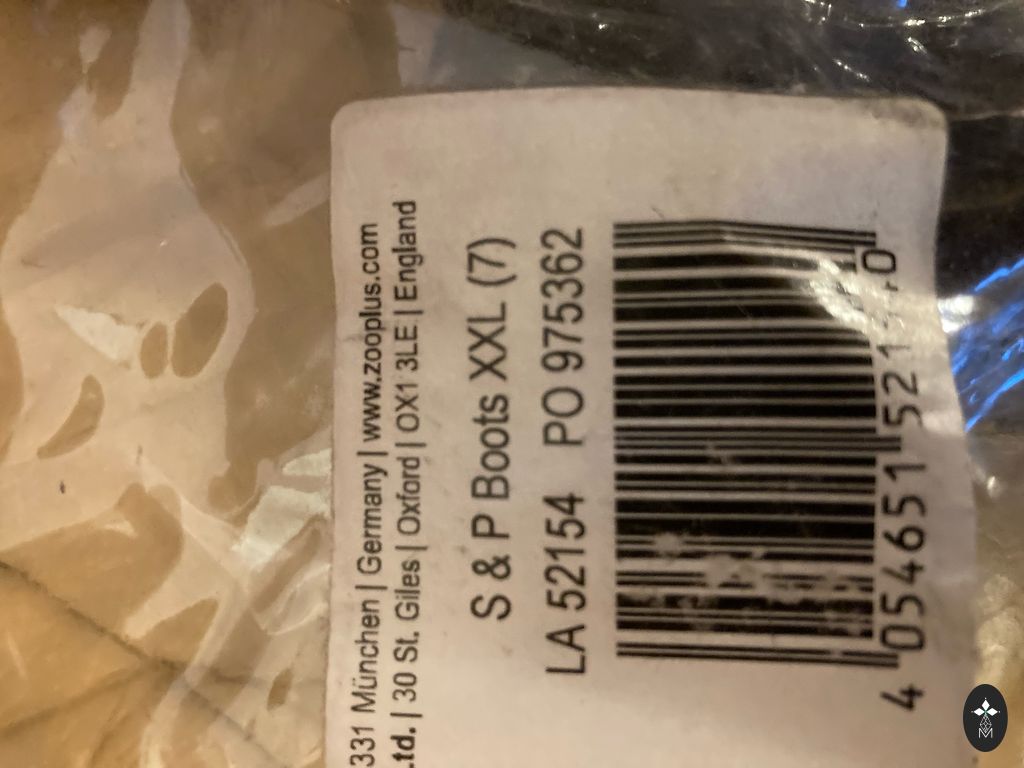 331 München | Germany | www.zooplus.com
Ltd. | 30 St. Giles | Oxford | OX1 3LE | England
S & P Boots XXL (7)
LA 52154 PO 975362
4 054651 521
M